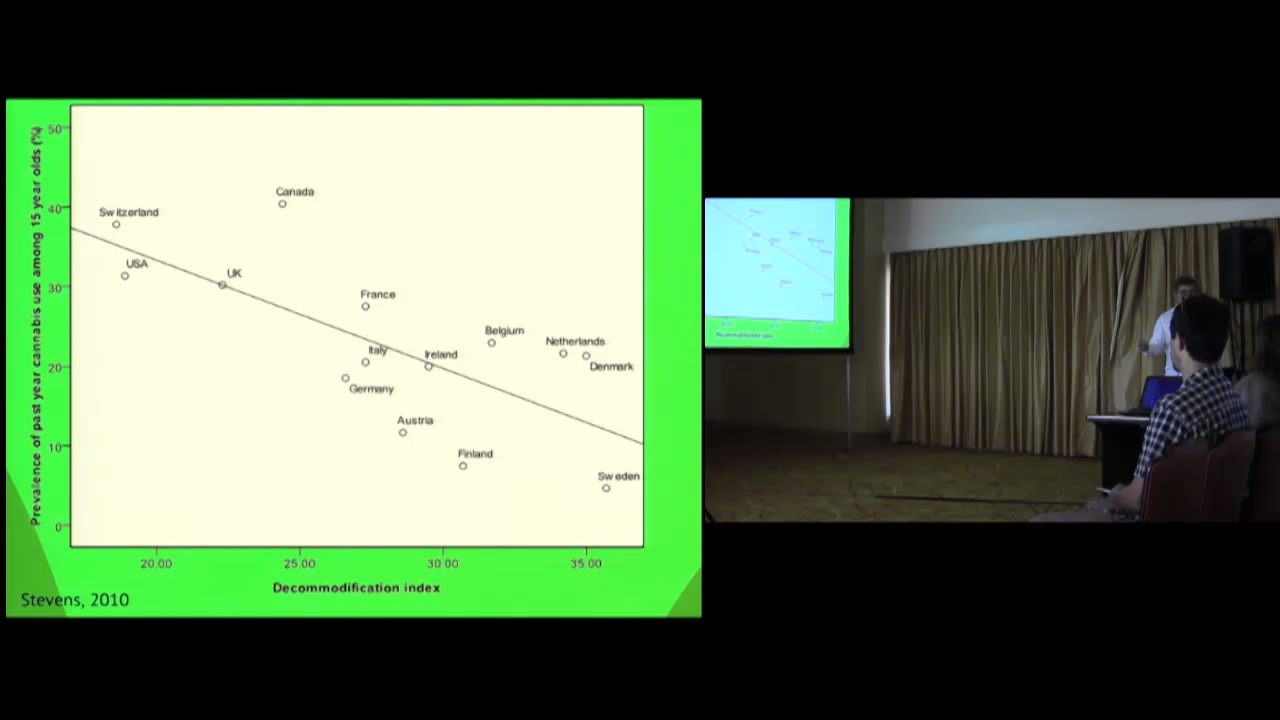 Prevalence of past year cannabis use among 15 year olds (%)
50
40
30
20
10
0
Canada
Switzerland
USA
UK
France
Belgium
Netherlands
Italy
Ireland
Denmark
Germany
Austria
Finland
Sweden
20.00
25.00
30.00
35.00
Decommodification index
Stevens, 2010